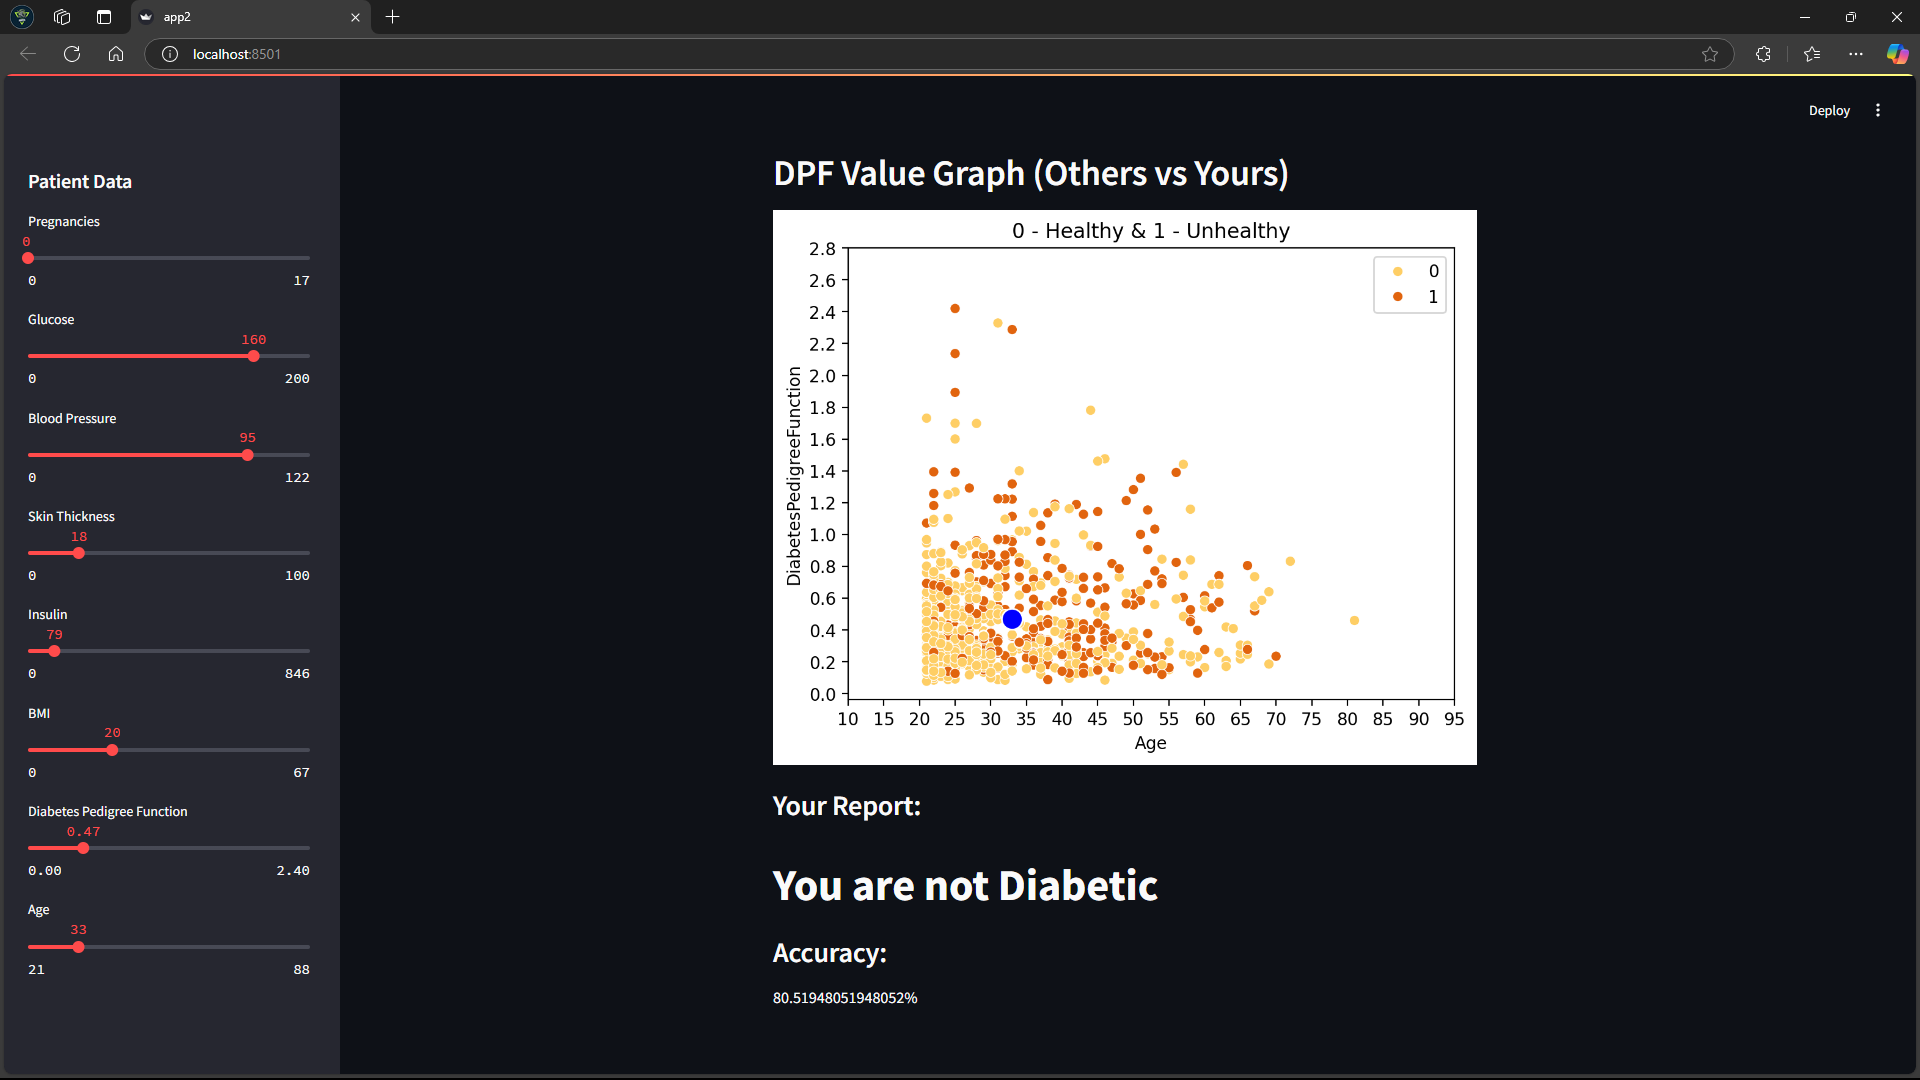 app2
localhost:8501
Deploy
Patient Data
Pregnancies
0
0 17
Glucose
160
0 200
Blood Pressure
95
0 122
Skin Thickness
18
0 100
Insulin
79
0 846
BMI
20
0 67
Diabetes Pedigree Function
0.47
0.00 2.40
Age
33
21 88
DPF Value Graph (Others vs Yours)
0 - Healthy & 1 - Unhealthy
0
1
2.8
2.6
2.4
2.2
2.0
1.8
1.6
1.4
1.2
1.0
0.8
0.6
0.4
0.2
0.0
DiabetesPedigreeFunction
10 15 20 25 30 35 40 45 50 55 60 65 70 75 80 85 90 95
Age
Your Report:
You are not Diabetic
Accuracy:
80.51948051948052%